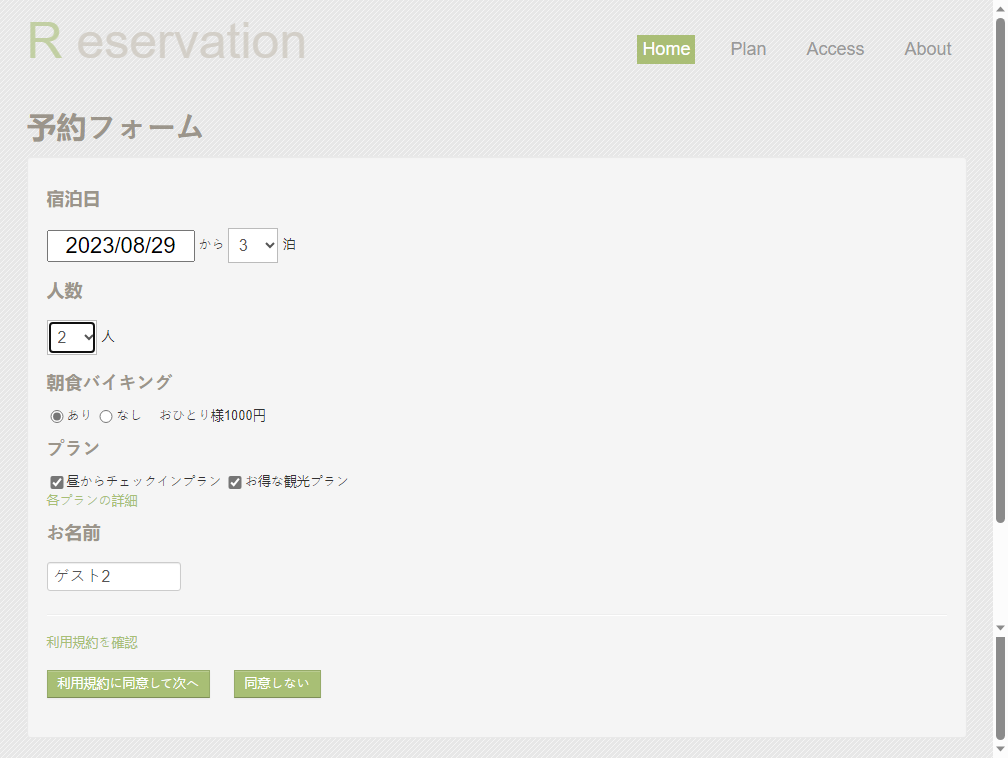 R eservation
Home Plan Access About
予約フォーム
宿泊日
2023/08/29 から 3 泊
人数
2 人
朝食バイキング
あり なし おひとり様1000円
プラン
昼からチェックインプラン お得な観光プラン
各プランの詳細
お名前
ゲスト2
利用規約を確認
利用規約に同意して次へ 同意しない